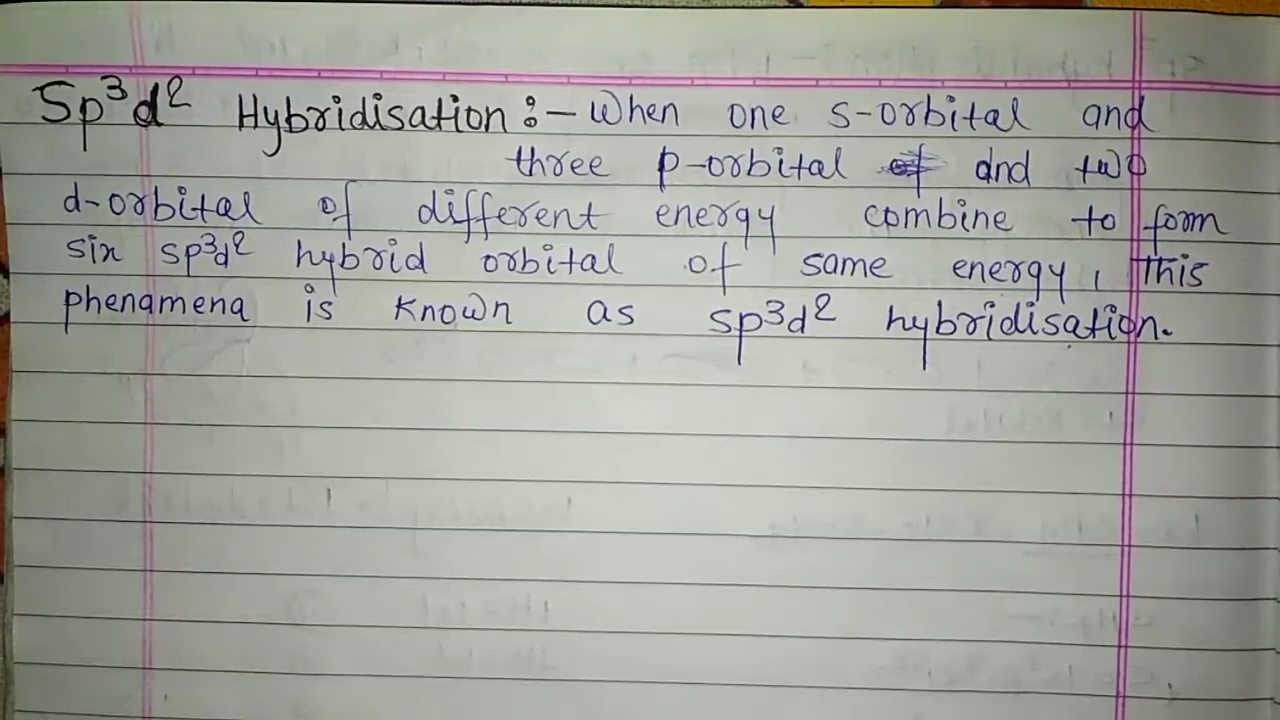 Sp³d² Hybridisation :- When one s-orbital and
three p-orbital and two
d-orbital of different energy combine to form
six sp³d² hybrid orbital of same energy, This
phenamena is known as sp³d² hybridisation.